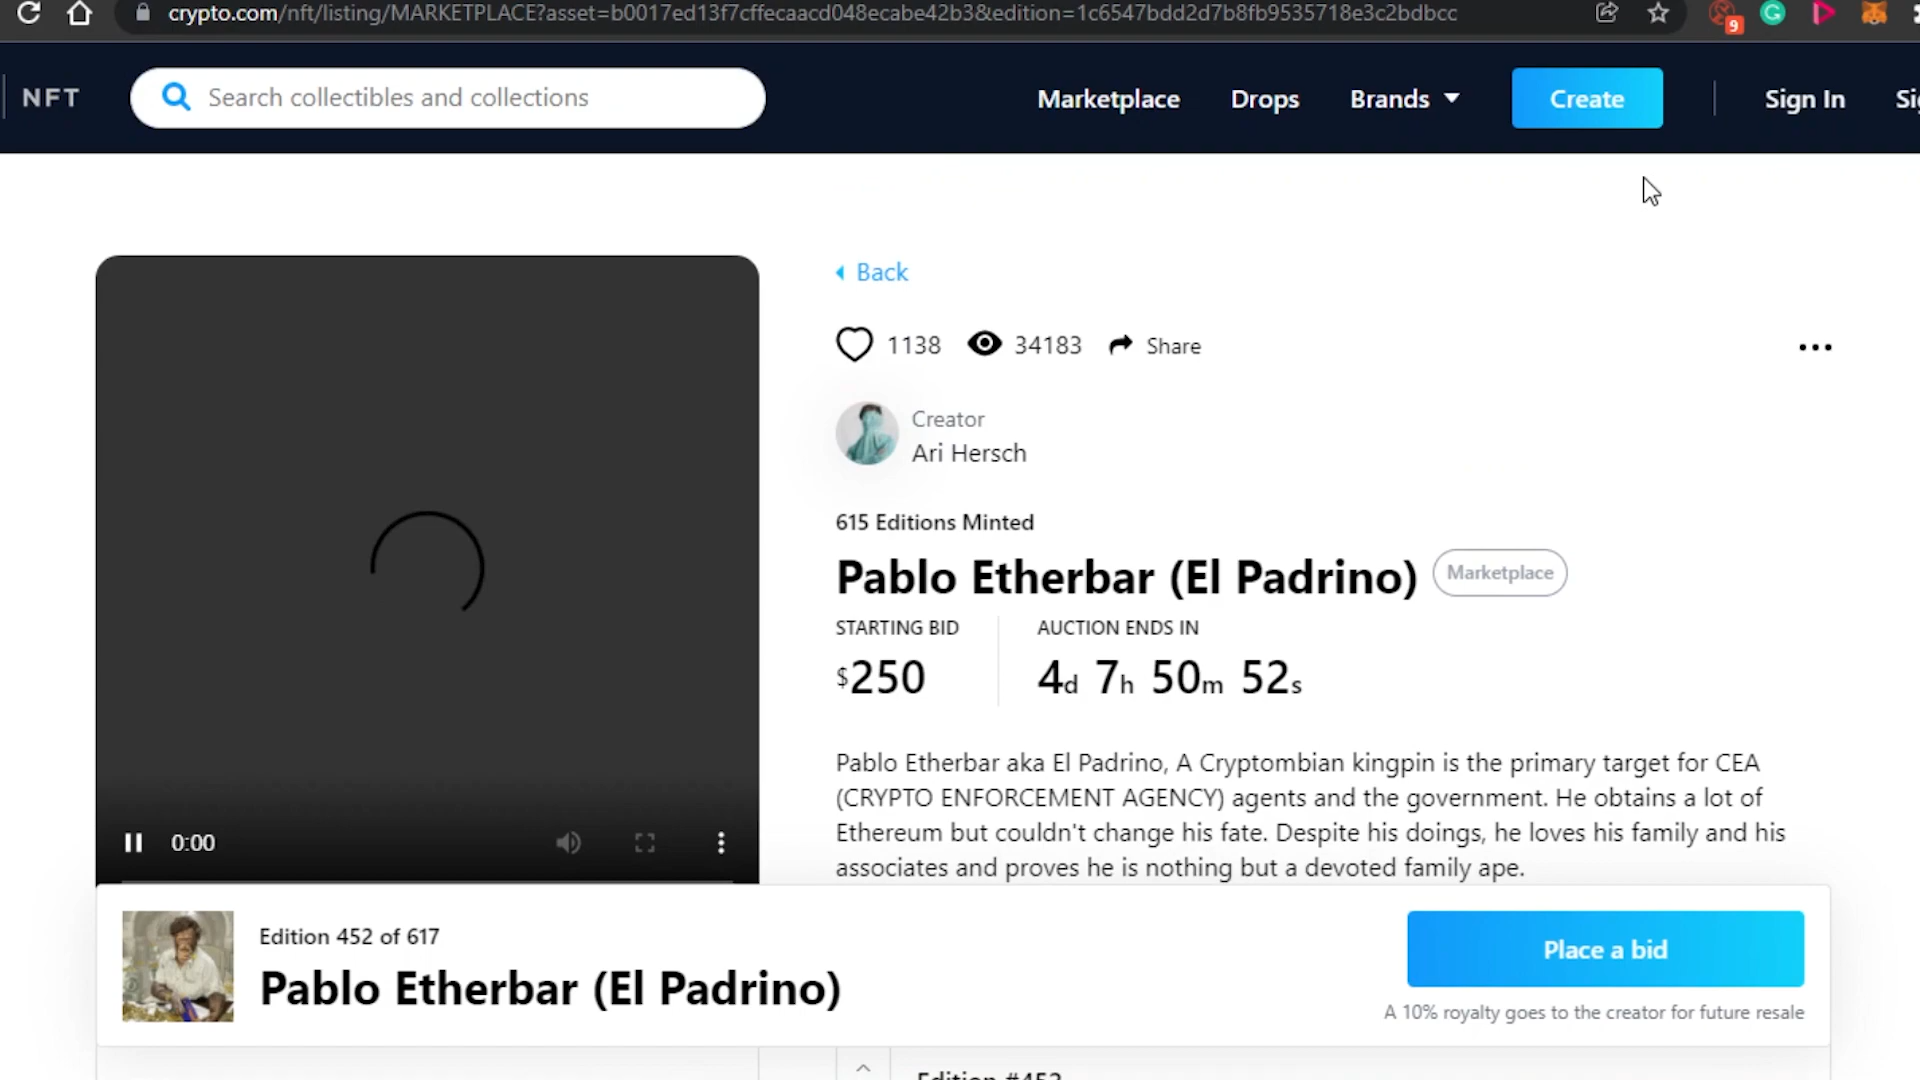 crypto.com/nft/listing/MARKETPLACE?asset=b0017ed13f7cffecaacd048ecabe42b3&edition=1c6547bdd2d7b8fb9535718e3c2bdbcc
9
NFT
Search collectibles and collections
Marketplace
Drops
Brands
Create
Sign In
Back
1138
34183
Share
Creator
Ari Hersch
615 Editions Minted
Pablo Etherbar (El Padrino)
Marketplace
STARTING BID
AUCTION ENDS IN
$250
4d 7h 50m 52s
Pablo Etherbar aka El Padrino, A Cryptombian kingpin is the primary target for CEA
(CRYPTO ENFORCEMENT AGENCY) agents and the government. He obtains a lot of
Ethereum but couldn't change his fate. Despite his doings, he loves his family and his
associates and proves he is nothing but a devoted family ape.
0:00
Edition 452 of 617
Pablo Etherbar (El Padrino)
Place a bid
A 10% royalty goes to the creator for future resale
Edition #452